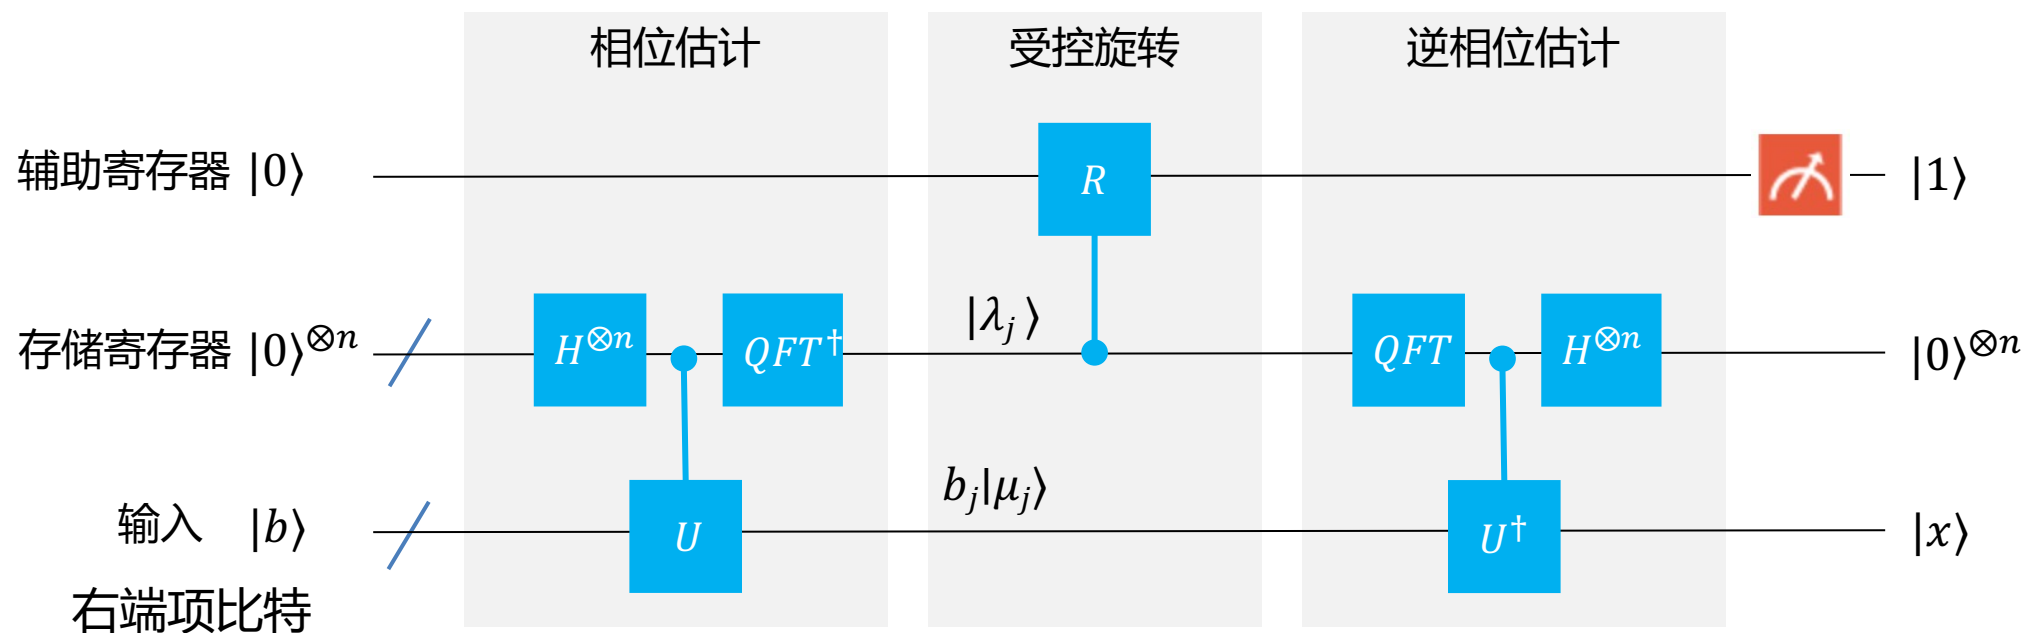 相位估计 受控旋转 逆相位估计
辅助寄存器 |0⟩ R |1⟩
|λⱼ⟩
存储寄存器 |0⟩^⊗n H^⊗n QFT† QFT H^⊗n |0⟩^⊗n
bⱼ|μⱼ⟩
输入 |b⟩ U U† |x⟩
右端项比特